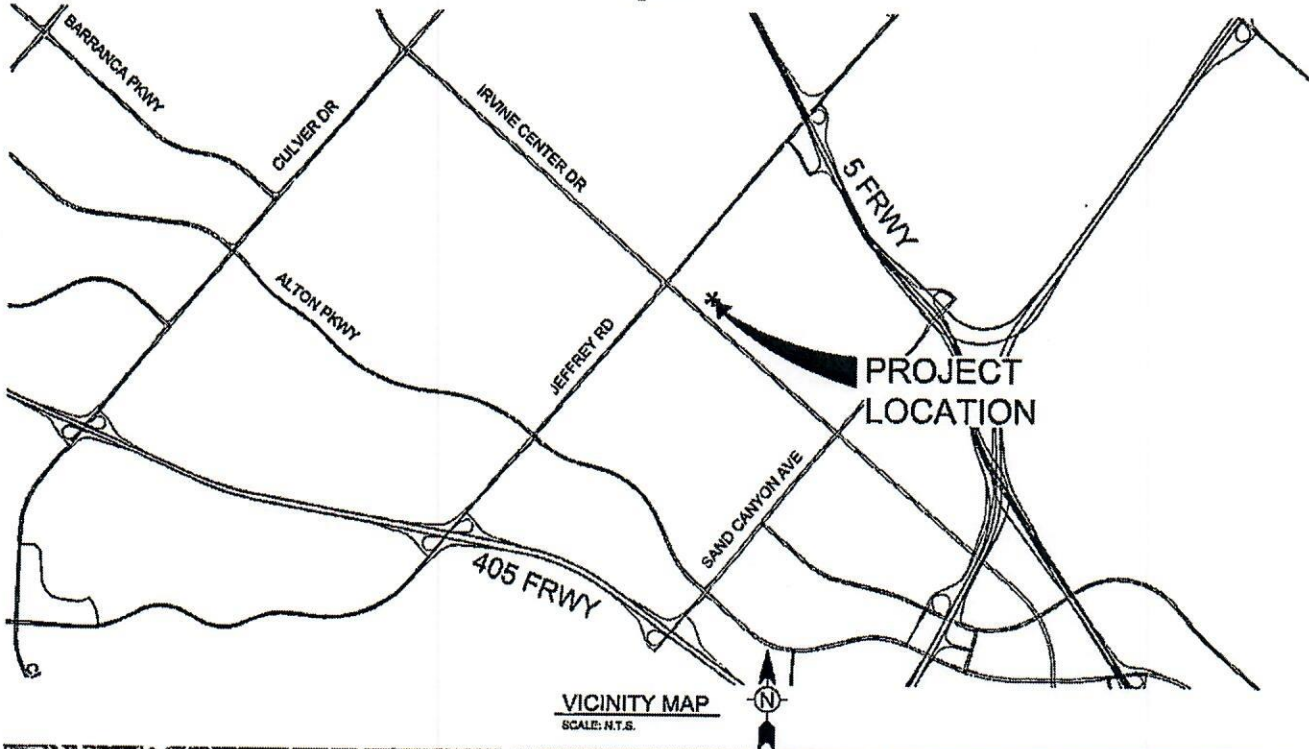 BARRANCA PKWY
CULVER DR
IRVINE CENTER DR
5 FRWY
ALTON PKWY
JEFFREY RD
PROJECT
LOCATION
SAND CANYON AVE
405 FRWY
VICINITY MAP
SCALE: N.T.S.
N